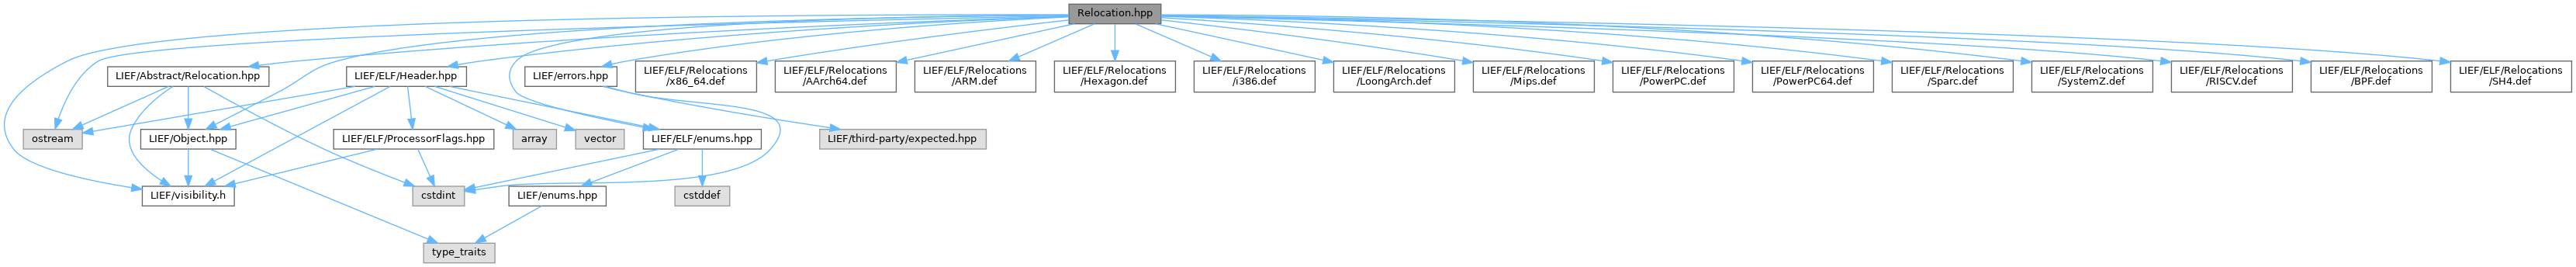 Relocation.hpp
LIEF/Abstract/Relocation.hpp
LIEF/ELF/Header.hpp
LIEF/errors.hpp
LIEF/ELF/Relocations
/x86_64.def
LIEF/ELF/Relocations
/AArch64.def
LIEF/ELF/Relocations
/ARM.def
LIEF/ELF/Relocations
/Hexagon.def
LIEF/ELF/Relocations
/i386.def
LIEF/ELF/Relocations
/LoongArch.def
LIEF/ELF/Relocations
/Mips.def
LIEF/ELF/Relocations
/PowerPC.def
LIEF/ELF/Relocations
/PowerPC64.def
LIEF/ELF/Relocations
/Sparc.def
LIEF/ELF/Relocations
/SystemZ.def
LIEF/ELF/Relocations
/RISCV.def
LIEF/ELF/Relocations
/BPF.def
LIEF/ELF/Relocations
/SH4.def
ostream
LIEF/Object.hpp
LIEF/ELF/ProcessorFlags.hpp
array
vector
LIEF/ELF/enums.hpp
LIEF/third-party/expected.hpp
LIEF/visibility.h
cstdint
LIEF/enums.hpp
cstddef
type_traits